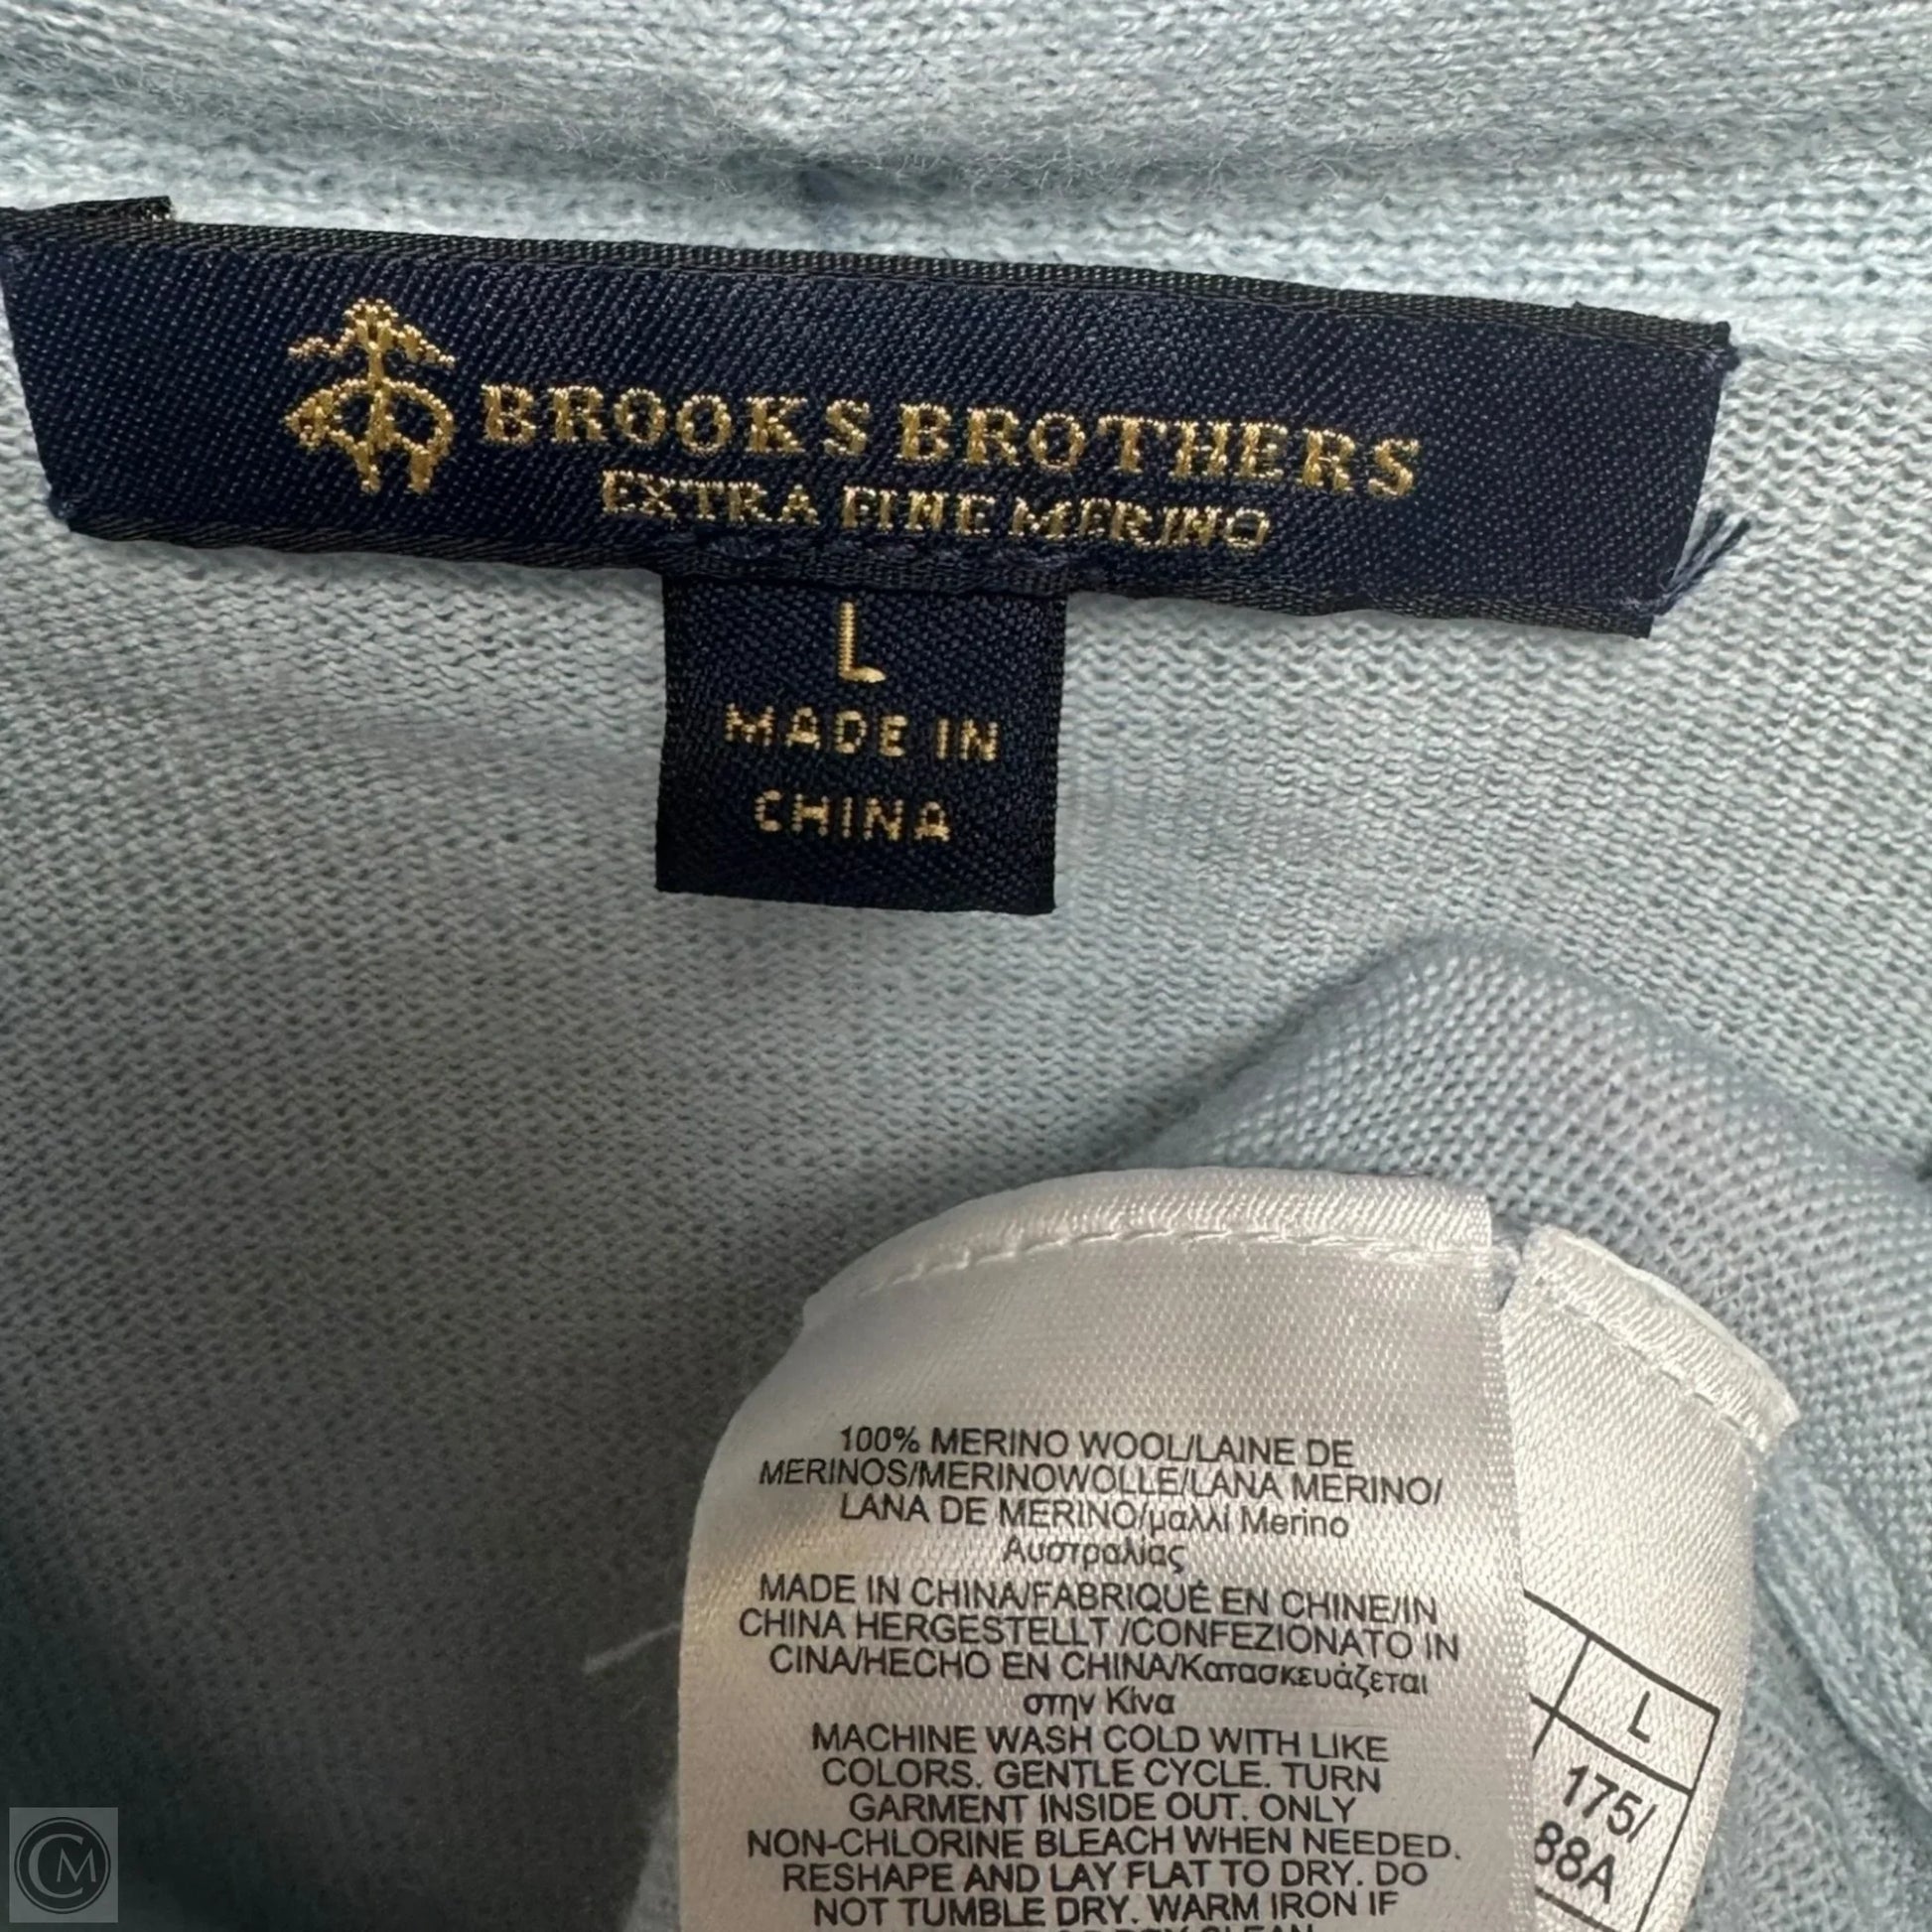 BROOKS BROTHERS
EXTRA FINE MERINO
L
MADE IN
CHINA
100% MERINO WOOL/LAINE DE
MERINOS/MERINOWOLLE/LANA MERINO/
LANA DE MERINO/μαλλί Merino
Αυστραλίας
MADE IN CHINA/FABRIQUÉ EN CHINE/IN
CHINA HERGESTELLT /CONFEZIONATO IN
CINA/HECHO EN CHINA/Κατασκευάζεται
στην Κίνα
MACHINE WASH COLD WITH LIKE
COLORS. GENTLE CYCLE. TURN
GARMENT INSIDE OUT. ONLY
NON-CHLORINE BLEACH WHEN NEEDED.
RESHAPE AND LAY FLAT TO DRY. DO
NOT TUMBLE DRY. WARM IRON IF
DRY CLEAN
L
175/
88A
CM